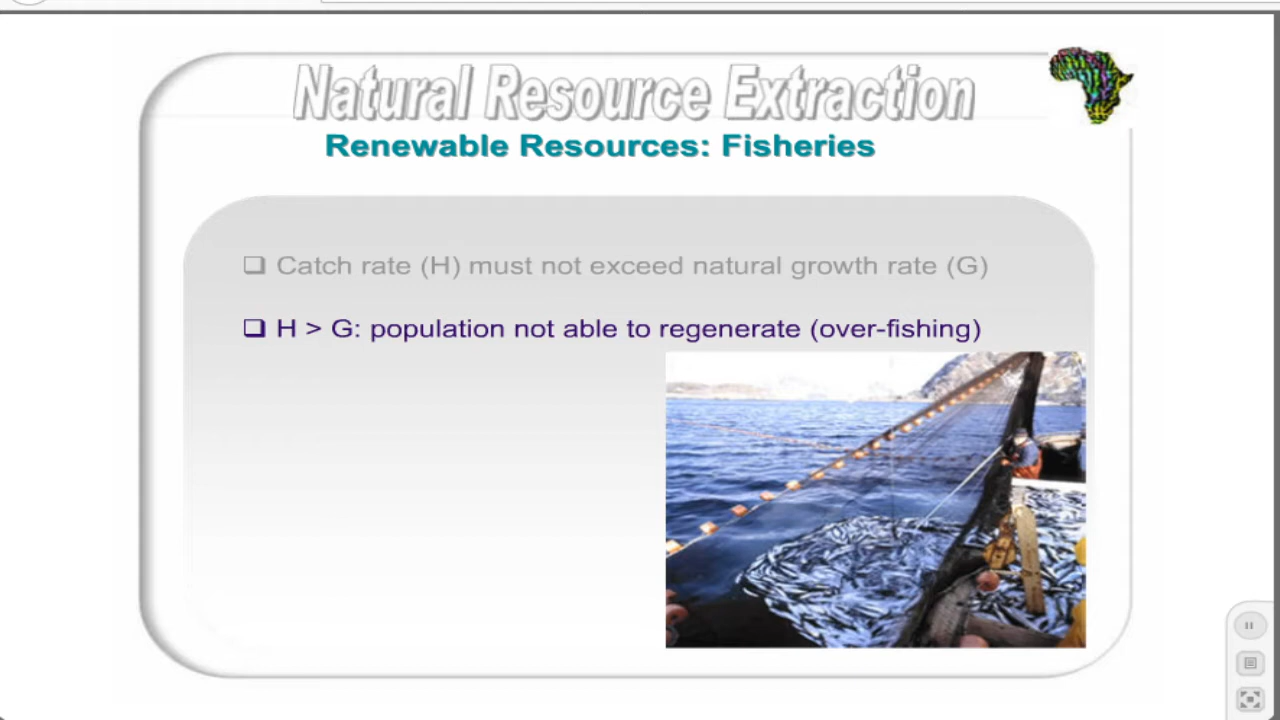 Natural Resource Extraction
Renewable Resources: Fisheries
❑ Catch rate (H) must not exceed natural growth rate (G)
❑ H > G: population not able to regenerate (over-fishing)